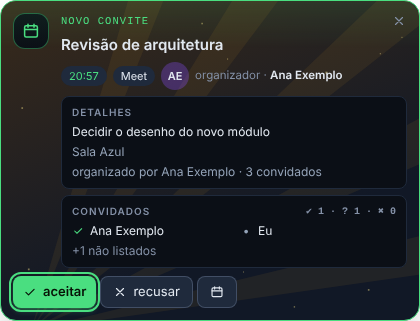 NOVO CONVITE
Revisão de arquitetura
20:57 Meet AE organizador · Ana Exemplo
DETALHES
Decidir o desenho do novo módulo
Sala Azul
organizado por Ana Exemplo · 3 convidados
CONVIDADOS ✔ 1 · ? 1 · ✖ 0
✓ Ana Exemplo • Eu
+1 não listados
✓ aceitar ✕ recusar